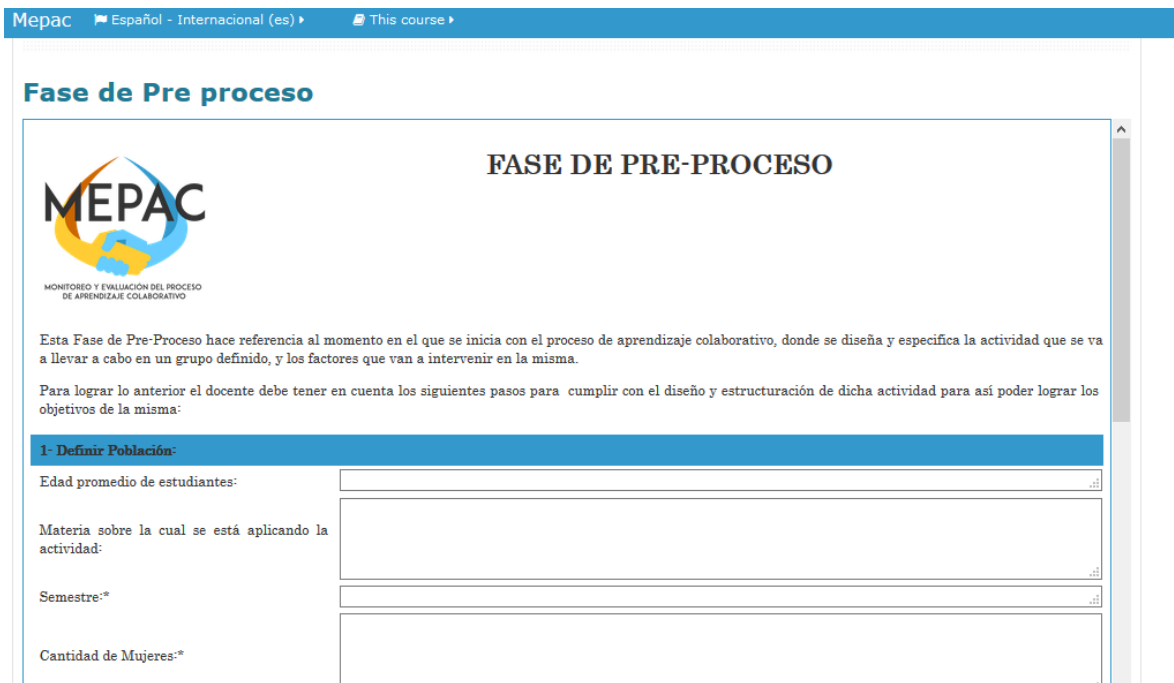 Mepac Español - Internacional (es) This course
Fase de Pre proceso
FASE DE PRE-PROCESO
MEPAC
MONITOREO Y EVALUACIÓN DEL PROCESO
DE APRENDIZAJE COLABORATIVO
Esta Fase de Pre-Proceso hace referencia al momento en el que se inicia con el proceso de aprendizaje colaborativo, donde se diseña y especifica la actividad que se va
a llevar a cabo en un grupo definido, y los factores que van a intervenir en la misma.
Para lograr lo anterior el docente debe tener en cuenta los siguientes pasos para cumplir con el diseño y estructuración de dicha actividad para así poder lograr los
objetivos de la misma:
1- Definir Población:
Edad promedio de estudiantes:
Materia sobre la cual se está aplicando la
actividad:
Semestre:*
Cantidad de Mujeres:*